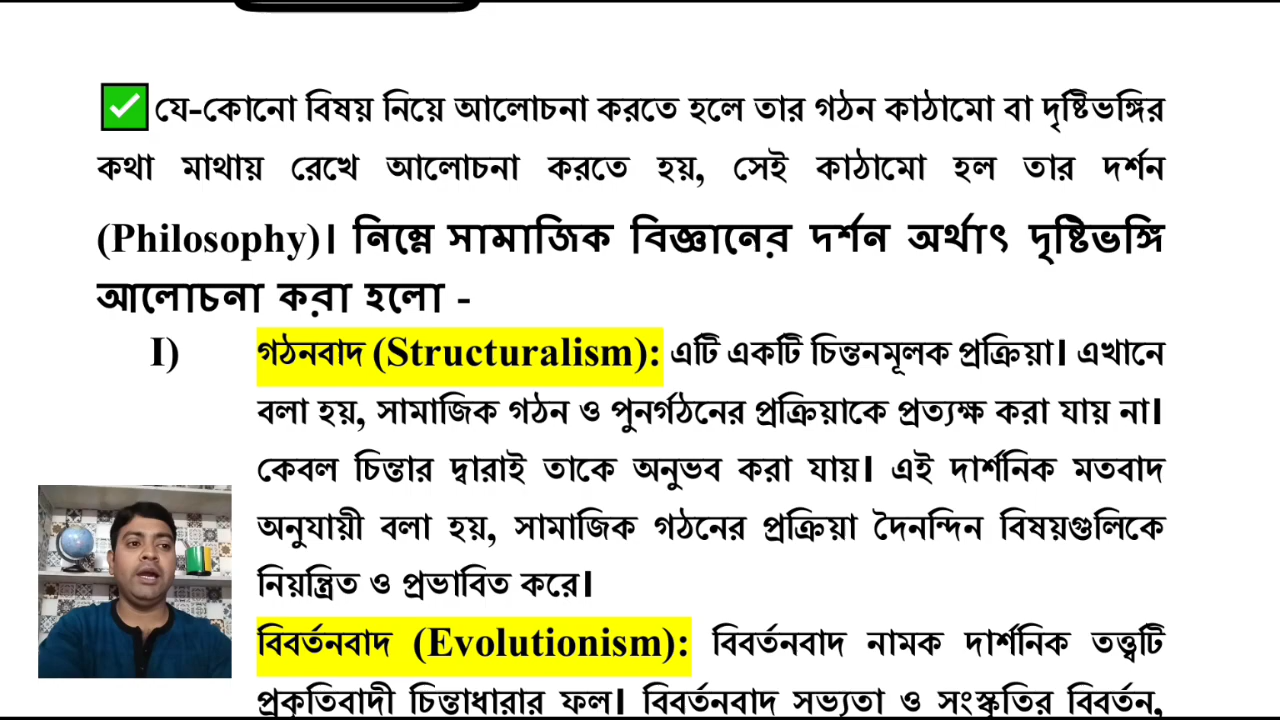 ✅ যে-কোনো বিষয় নিয়ে আলোচনা করতে হলে তার গঠন কাঠামো বা দৃষ্টিভঙ্গির
কথা মাথায় রেখে আলোচনা করতে হয়, সেই কাঠামো হল তার দর্শন
(Philosophy)। নিম্নে সামাজিক বিজ্ঞানের দর্শন অর্থাৎ দৃষ্টিভঙ্গি
আলোচনা করা হলো -
I) গঠনবাদ (Structuralism): এটি একটি চিন্তনমূলক প্রক্রিয়া। এখানে
বলা হয়, সামাজিক গঠন ও পুনর্গঠনের প্রক্রিয়াকে প্রত্যক্ষ করা যায় না।
কেবল চিন্তার দ্বারাই তাকে অনুভব করা যায়। এই দার্শনিক মতবাদ
অনুযায়ী বলা হয়, সামাজিক গঠনের প্রক্রিয়া দৈনন্দিন বিষয়গুলিকে
নিয়ন্ত্রিত ও প্রভাবিত করে।
বিবর্তনবাদ (Evolutionism): বিবর্তনবাদ নামক দার্শনিক তত্ত্বটি
প্রকৃতিবাদী চিন্তাধারার ফল। বিবর্তনবাদ সভ্যতা ও সংস্কৃতির বিবর্তন,